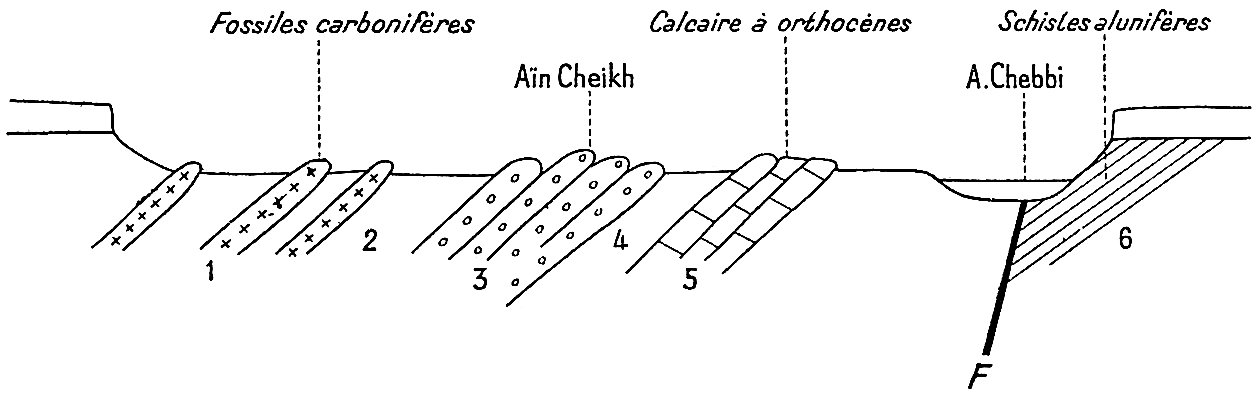 Fossiles carbonifères
Calcaire à orthocènes
Schistes alunifères
Aïn Cheikh
A. Chebbi
1
2
3
4
5
6
F